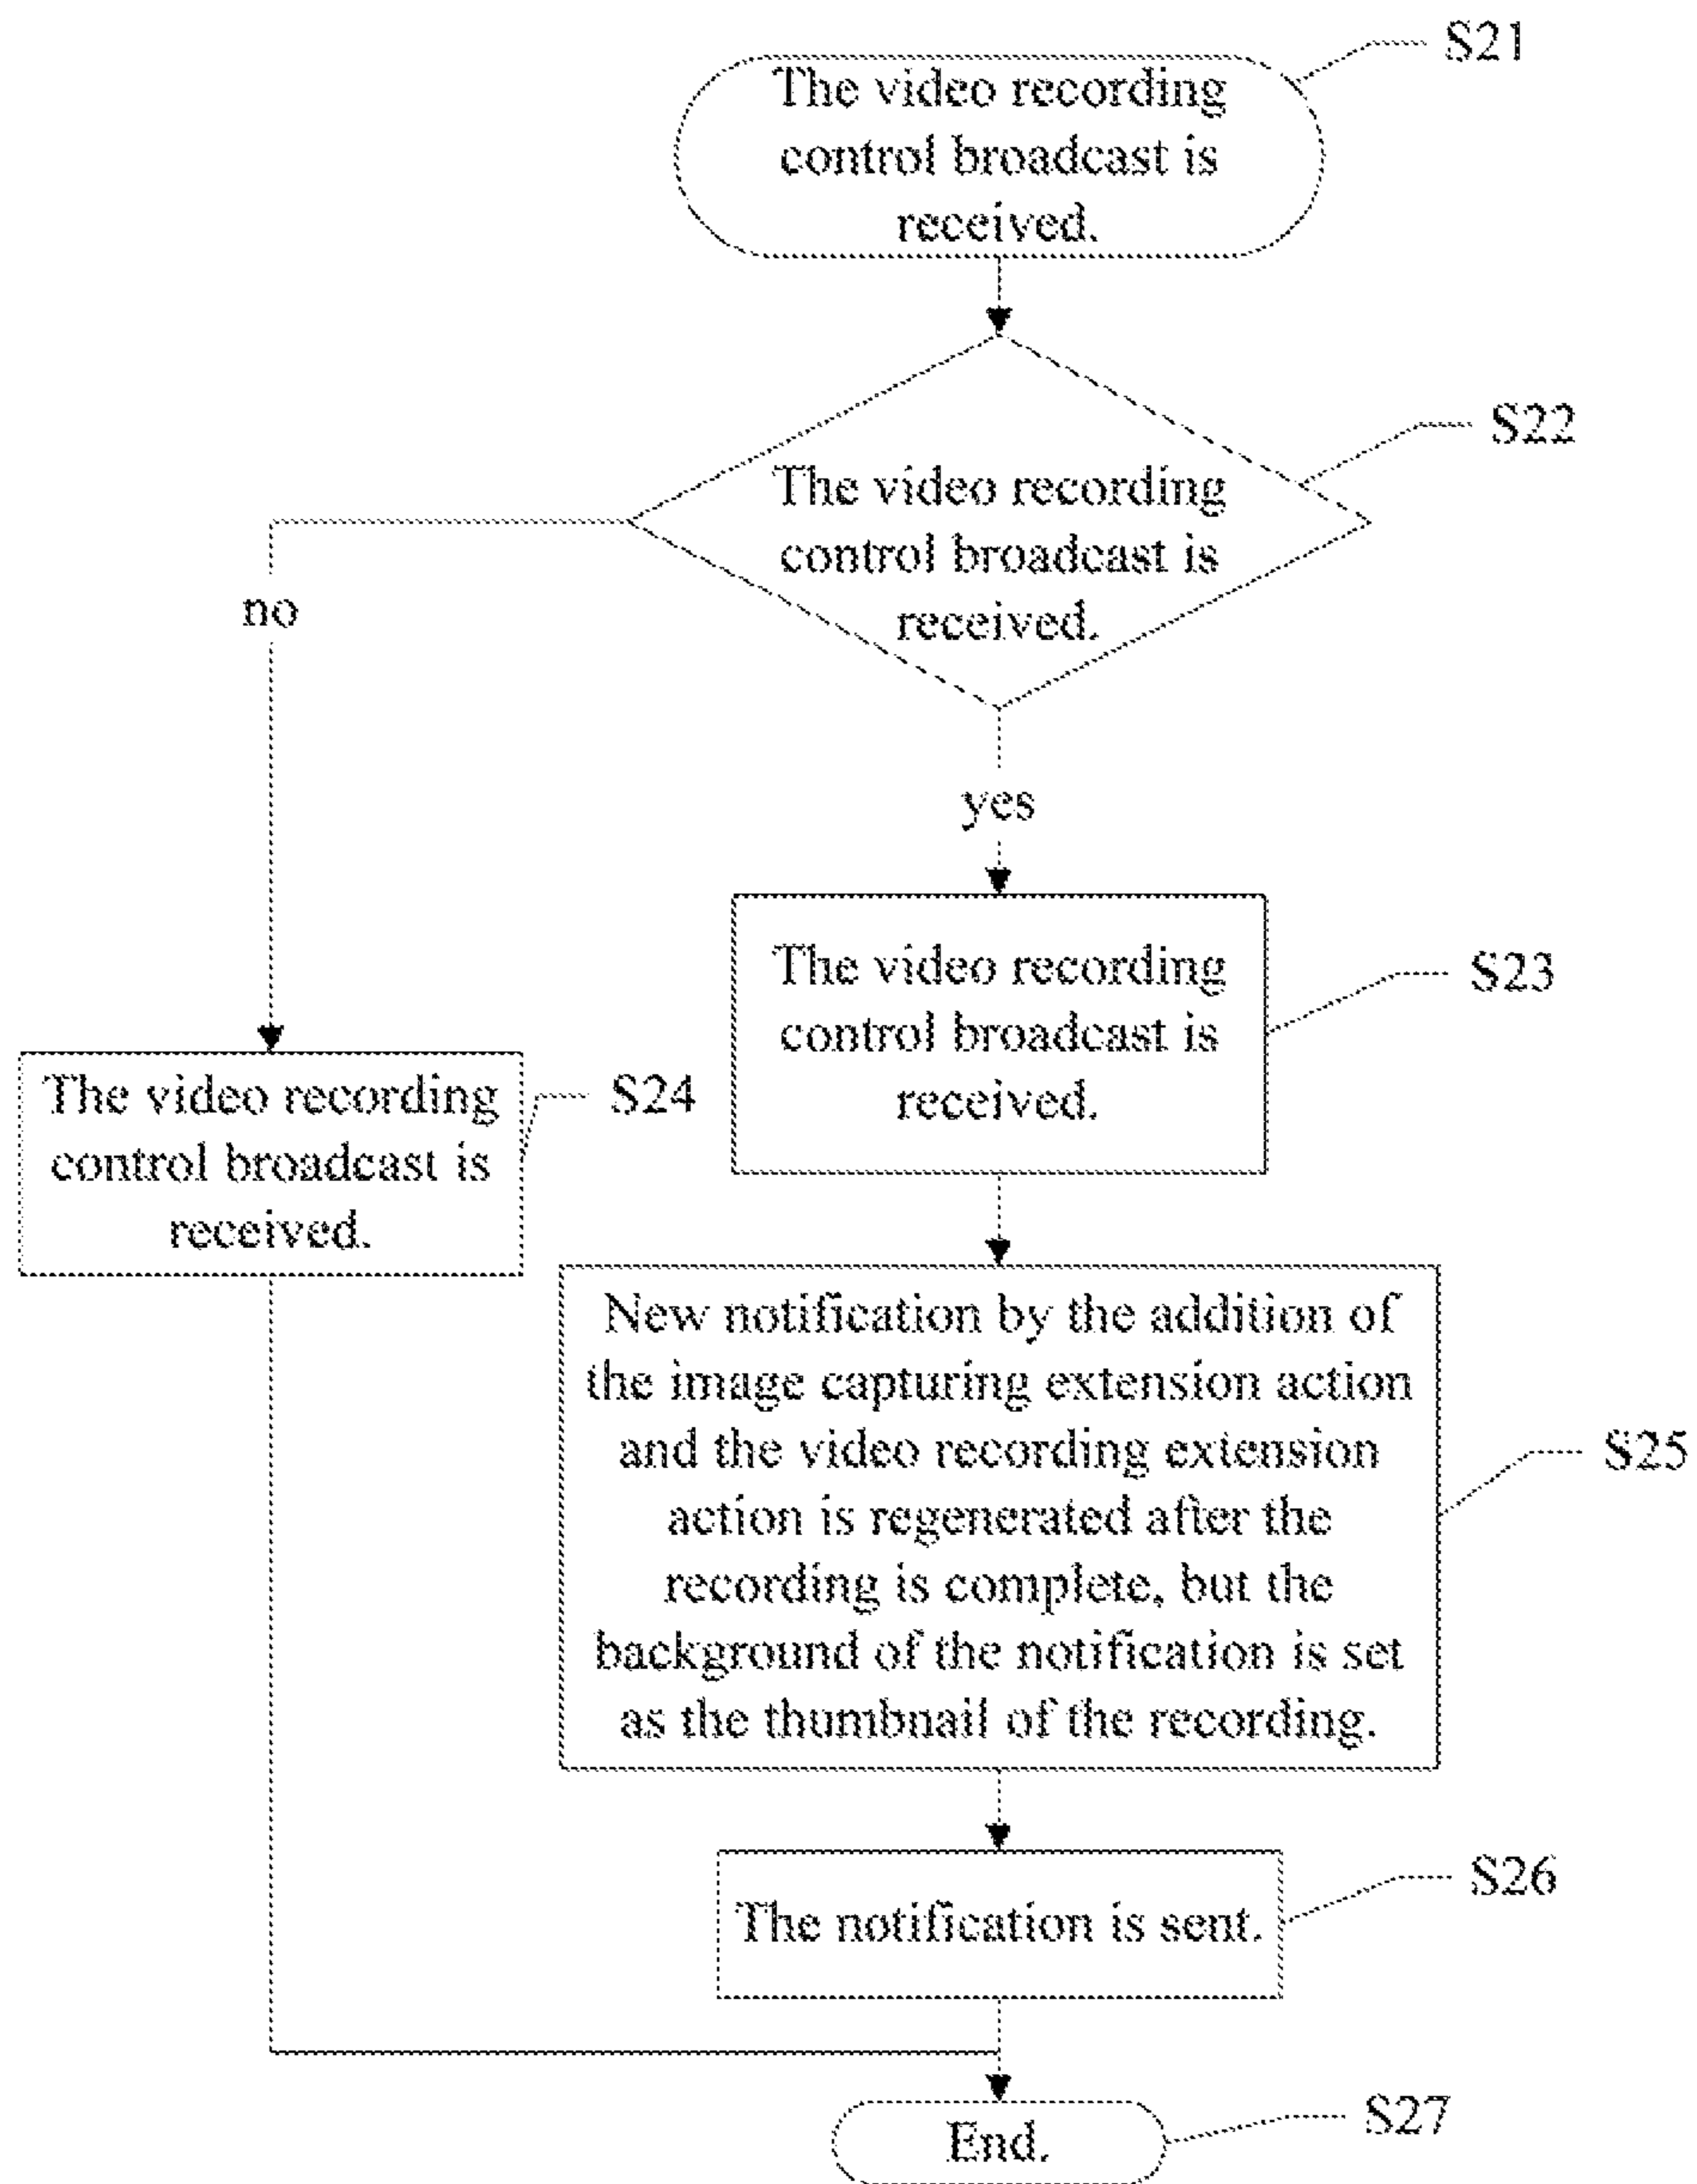 S21
The video recording
control broadcast is
received.
S22
The video recording
control broadcast is
received.
no
yes
The video recording
control broadcast is
received.
S23
The video recording
control broadcast is
received.
S24
New notification by the addition of
the image capturing extension action
and the video recording extension
action is regenerated after the
recording is complete, but the
background of the notification is set
as the thumbnail of the recording.
S25
The notification is sent.
S26
End.
S27